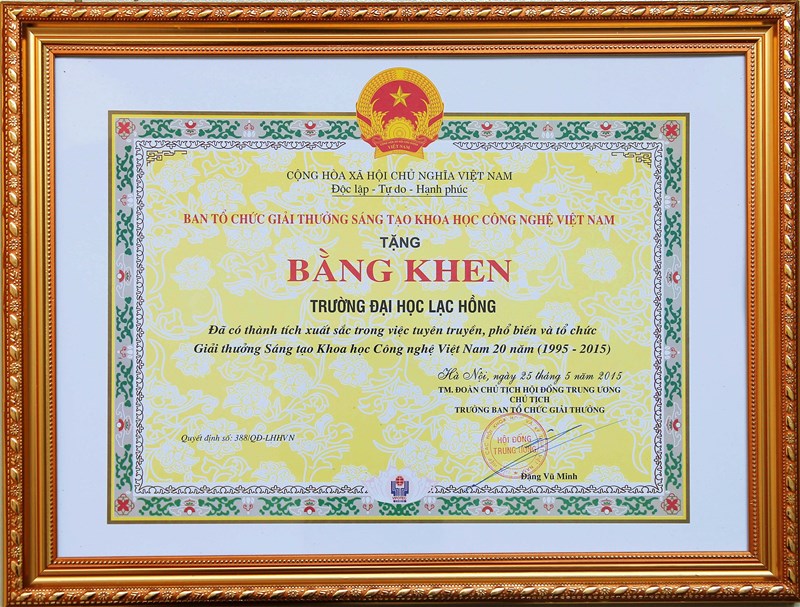 VIỆT NAM
CỘNG HÒA XÃ HỘI CHỦ NGHĨA VIỆT NAM
Độc lập - Tự do - Hạnh phúc
BAN TỔ CHỨC GIẢI THƯỞNG SÁNG TẠO KHOA HỌC CÔNG NGHỆ VIỆT NAM
TẶNG
BẰNG KHEN
TRƯỜNG ĐẠI HỌC LẠC HỒNG
Đã có thành tích xuất sắc trong việc tuyên truyền, phổ biến và tổ chức
Giải thưởng Sáng tạo Khoa học Công nghệ Việt Nam 20 năm (1995 - 2015)
Hà Nội, ngày 25 tháng 5 năm 2015
TM. ĐOÀN CHỦ TỊCH HỘI ĐỒNG TRUNG ƯƠNG
CHỦ TỊCH
TRƯỞNG BAN TỔ CHỨC GIẢI THƯỞNG
Quyết định số: 388/QĐ-LHHVN
HỘI ĐỒNG
TRUNG ƯƠNG
Đặng Vũ Minh